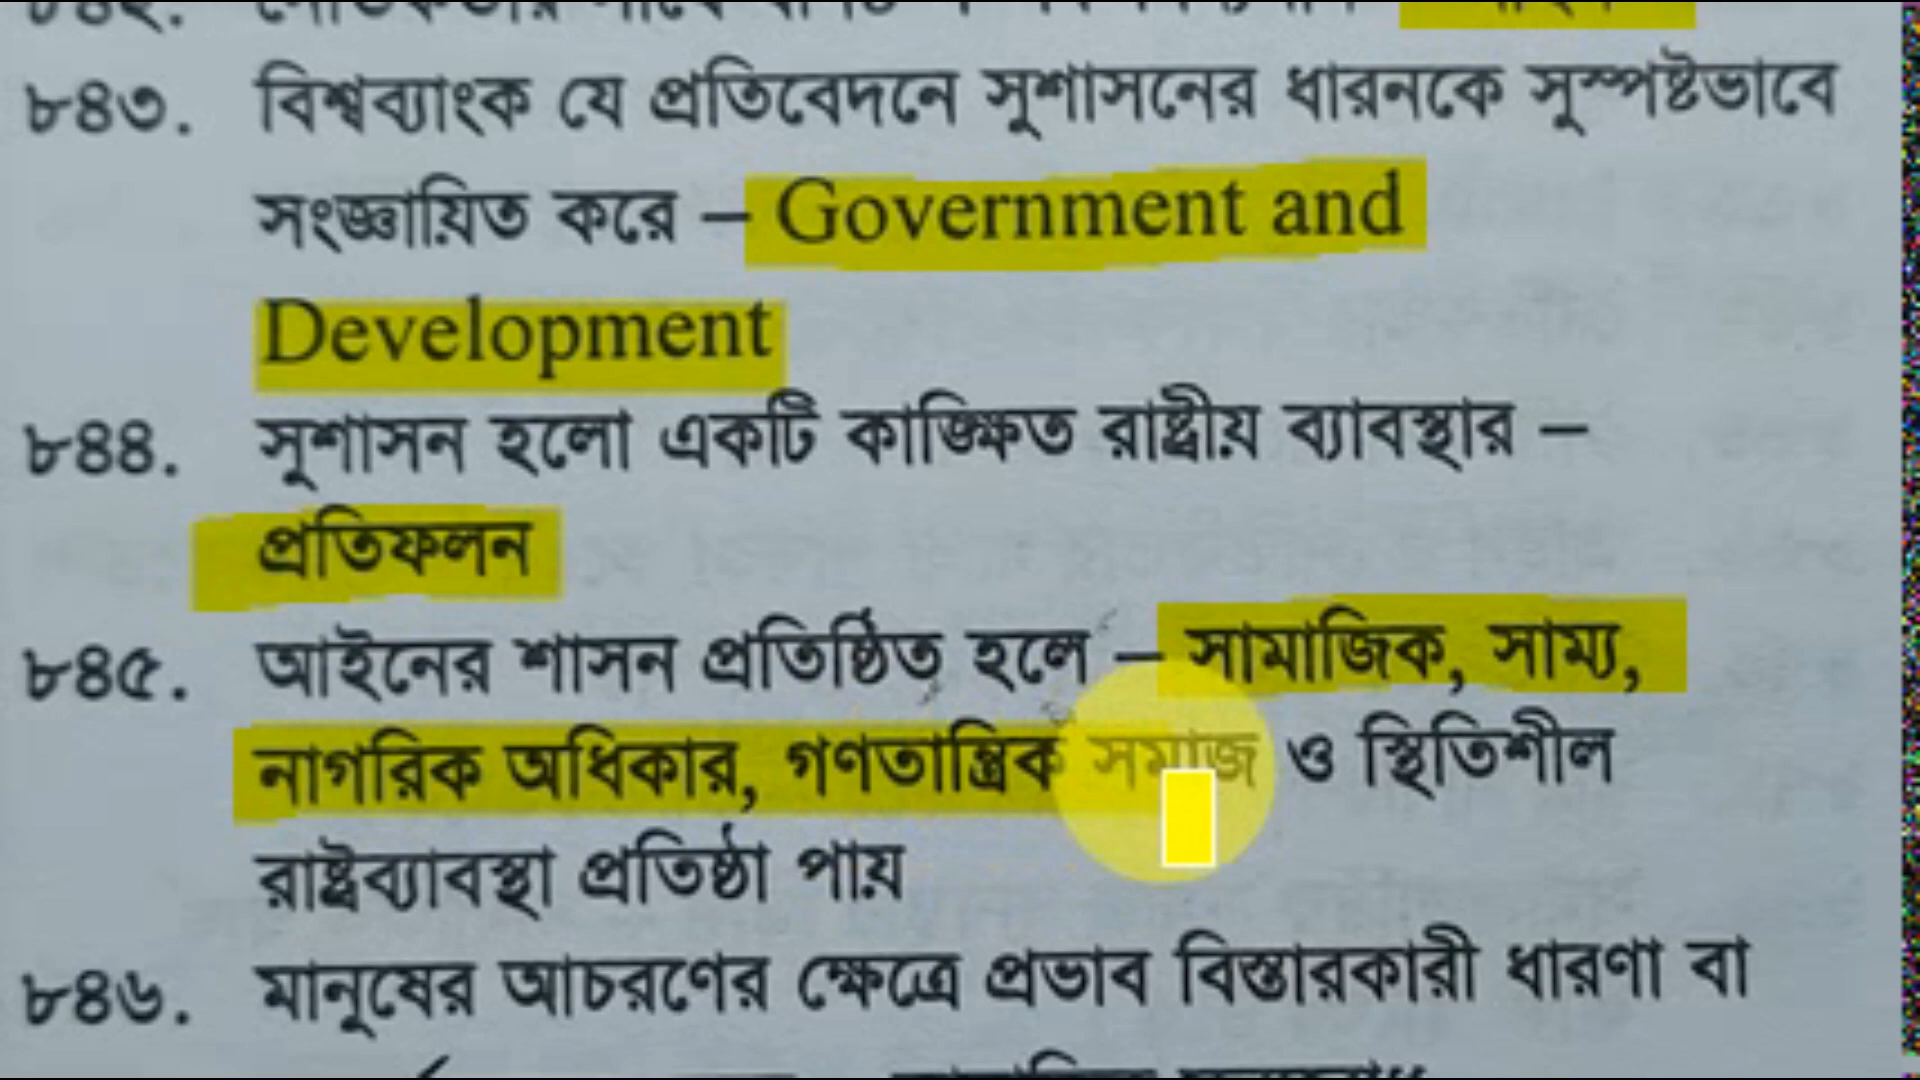 ৮৪৩. বিশ্বব্যাংক যে প্রতিবেদনে সুশাসনের ধারনকে সুস্পষ্টভাবে
সংজ্ঞায়িত করে – Government and
Development
৮৪৪. সুশাসন হলো একটি কাঙ্ক্ষিত রাষ্ট্রীয় ব্যাবস্থার –
প্রতিফলন
৮৪৫. আইনের শাসন প্রতিষ্ঠিত হলে – সামাজিক, সাম্য,
নাগরিক অধিকার, গণতান্ত্রিক সমাজ ও স্থিতিশীল
রাষ্ট্রব্যাবস্থা প্রতিষ্ঠা পায়
৮৪৬. মানুষের আচরণের ক্ষেত্রে প্রভাব বিস্তারকারী ধারণা বা